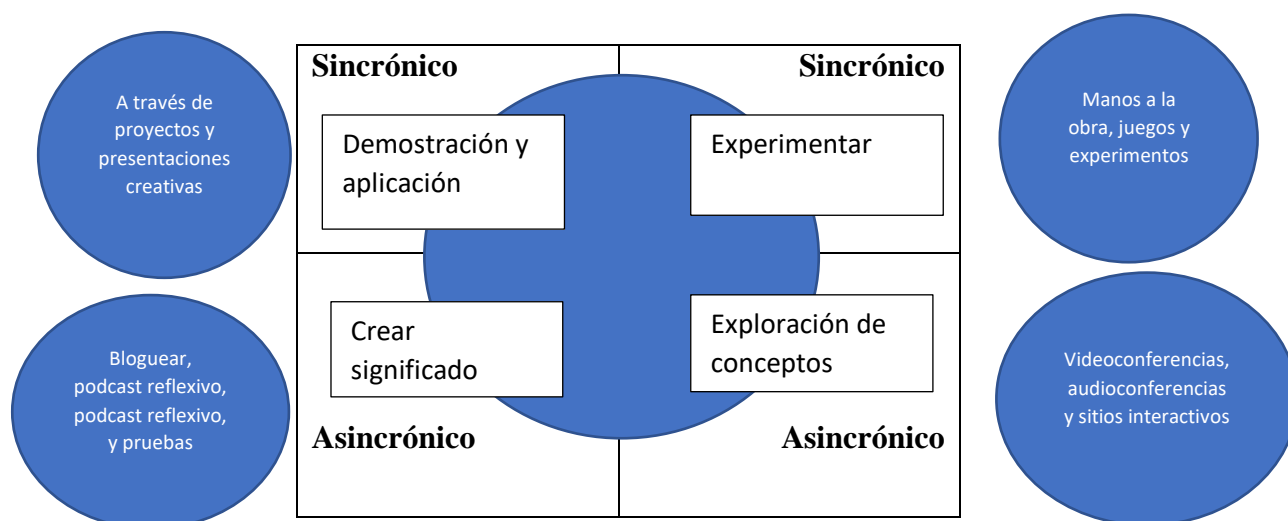 A través de
proyectos y
presentaciones
creativas
Sincrónico
Demostración y
aplicación
Sincrónico
Experimentar
Manos a la
obra, juegos y
experimentos
Bloguear,
podcast reflexivo,
podcast reflexivo,
y pruebas
Crear
significado
Asincrónico
Exploración de
conceptos
Asincrónico
Videoconferencias,
audioconferencias
y sitios interactivos